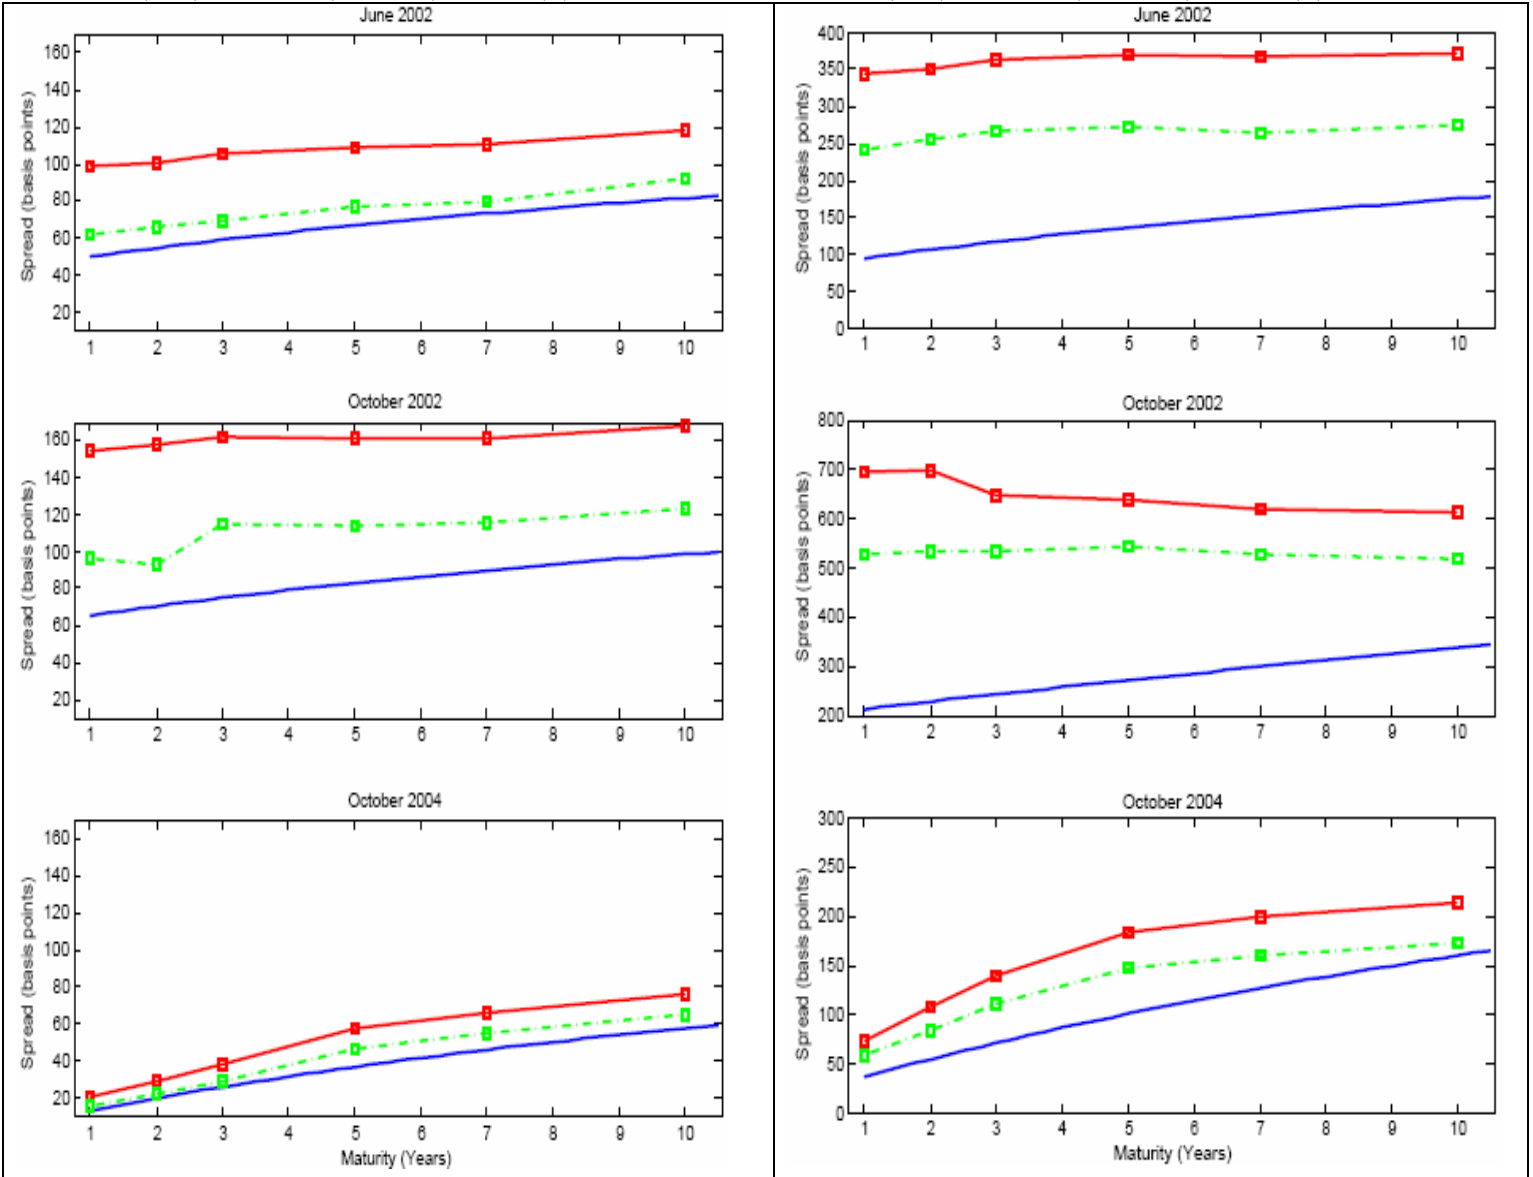 June 2002
160
140
120
100
80
60
40
20
Spread (basis points)
1 2 3 4 5 6 7 8 9 10
October 2002
160
140
120
100
80
60
40
20
Spread (basis points)
1 2 3 4 5 6 7 8 9 10
October 2004
160
140
120
100
80
60
40
20
Spread (basis points)
1 2 3 4 5 6 7 8 9 10
Maturity (Years)
June 2002
400
350
300
250
200
150
100
50
0
Spread (basis points)
1 2 3 4 5 6 7 8 9 10
October 2002
800
700
600
500
400
300
200
Spread (basis points)
1 2 3 4 5 6 7 8 9 10
October 2004
300
250
200
150
100
50
0
Spread (basis points)
1 2 3 4 5 6 7 8 9 10
Maturity (Years)